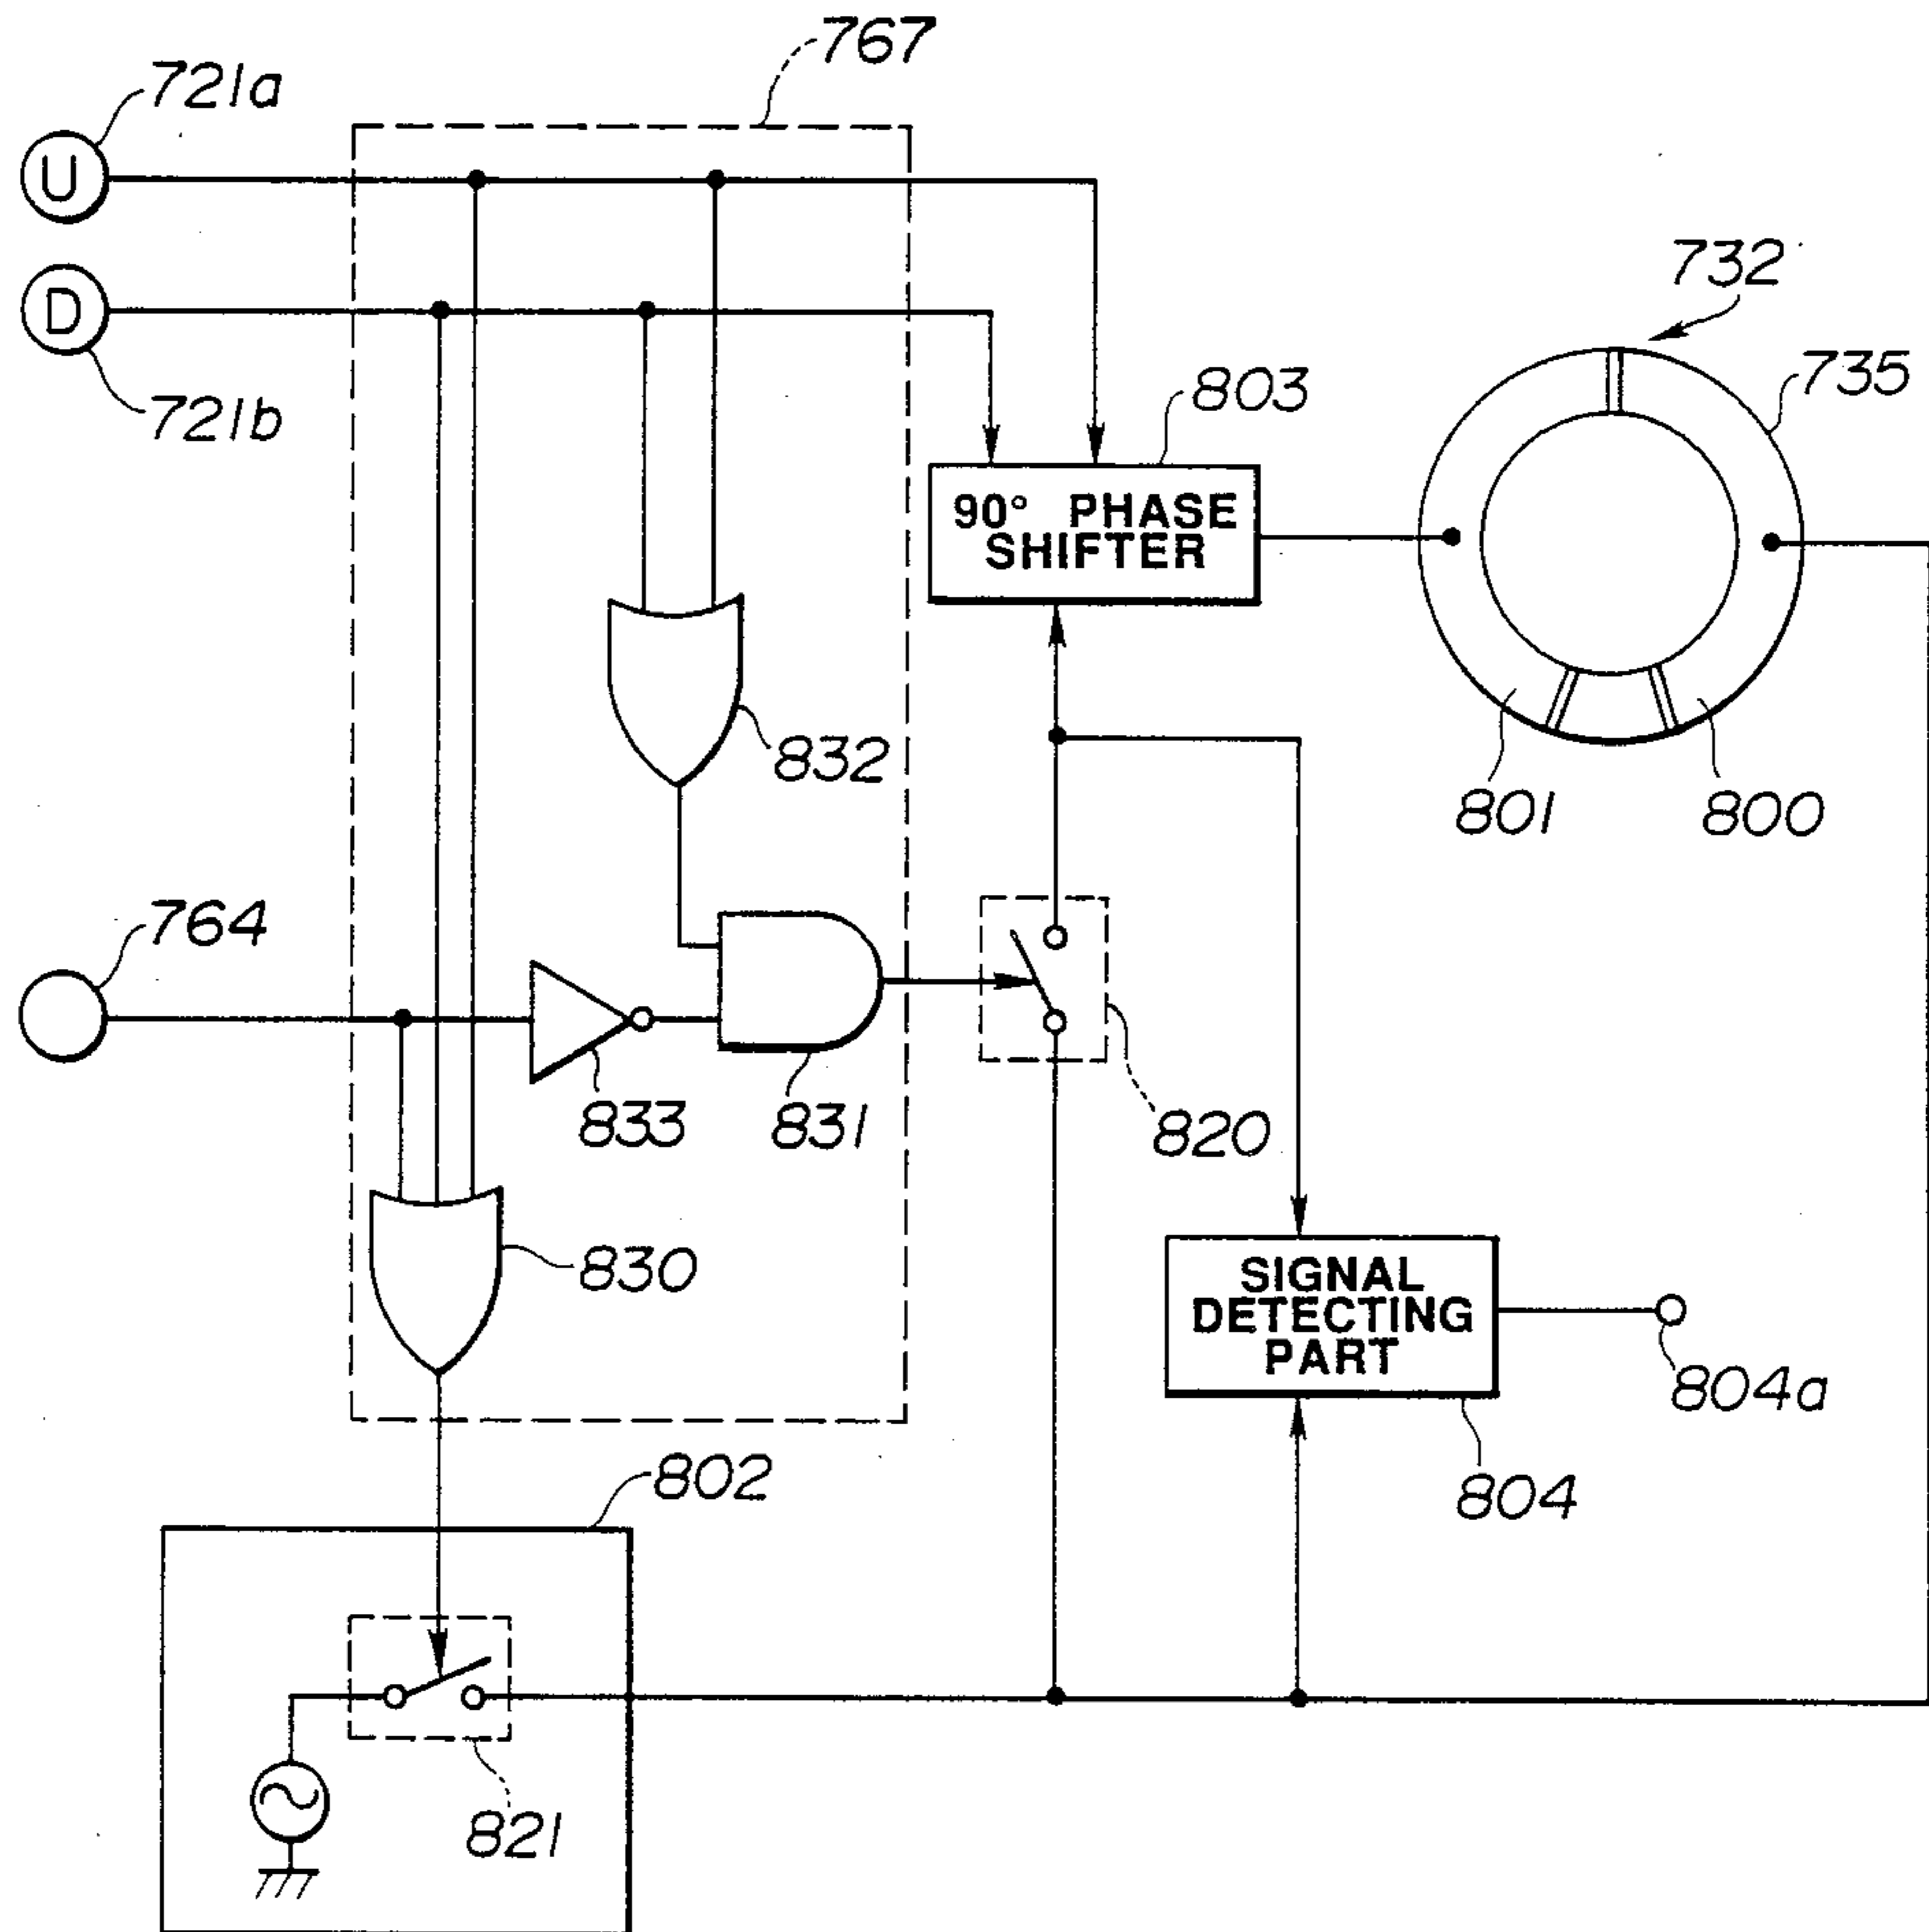 767
721a
U
D
721b
732
735
803
90° PHASE
SHIFTER
832
801
800
764
833
831
820
830
SIGNAL
DETECTING
PART
804a
804
802
821